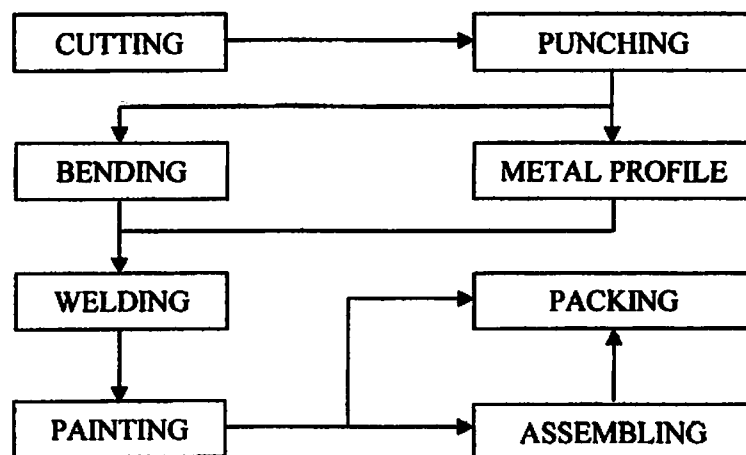 CUTTING
PUNCHING
BENDING
METAL PROFILE
WELDING
PACKING
PAINTING
ASSEMBLING